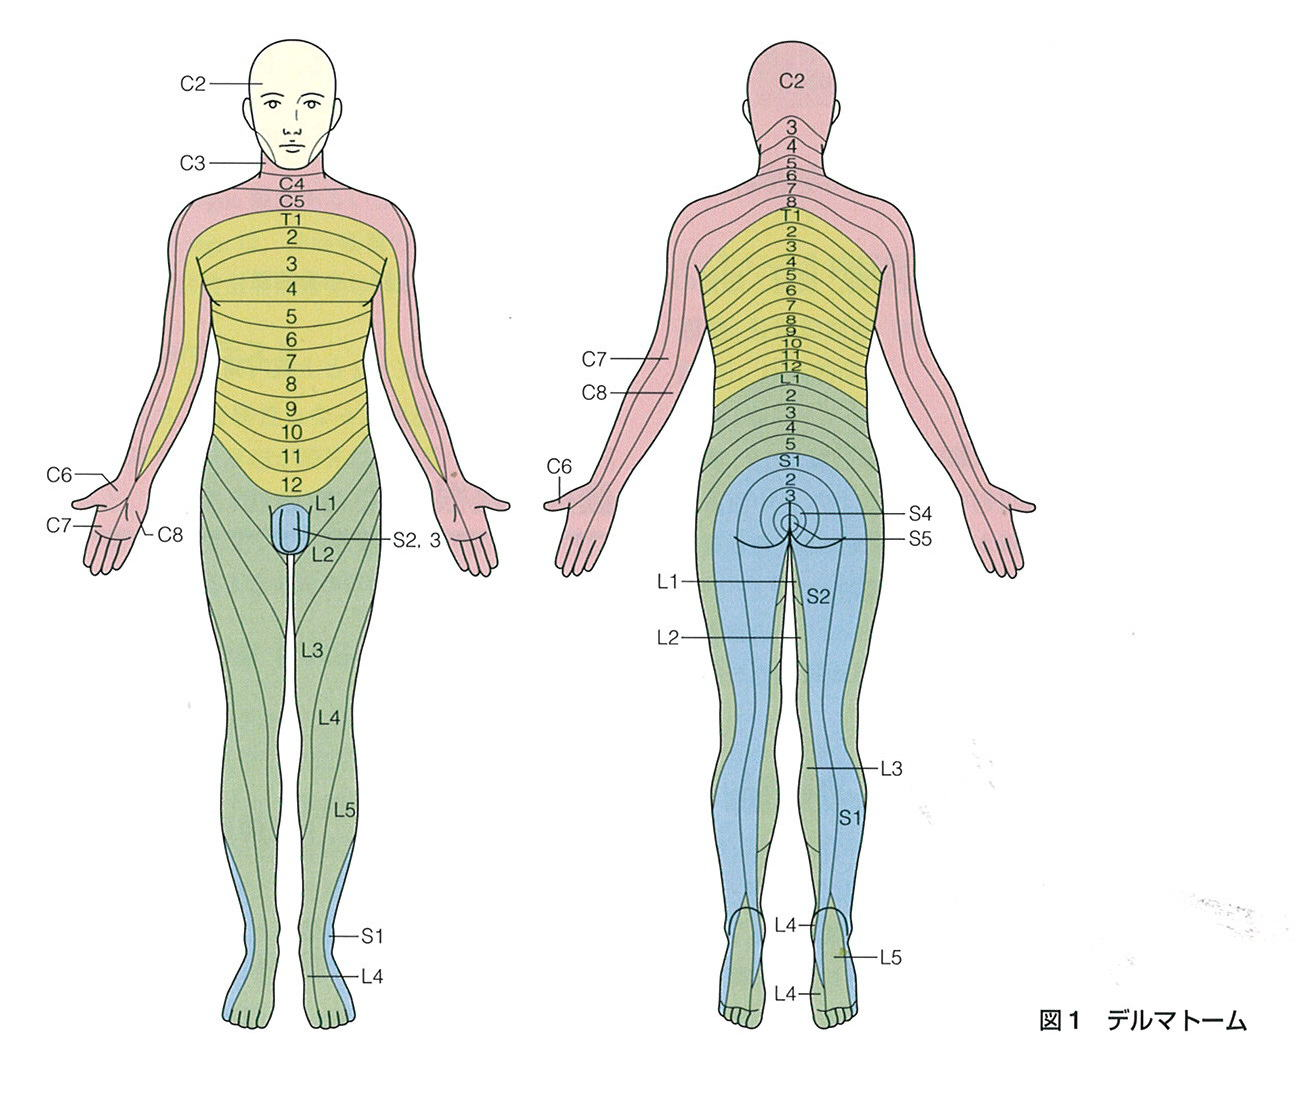 C2
C3
C4
C5
T1
2
3
4
5
6
7
8
9
10
11
12
C6
C7
C8
L1
S2, 3
L2
L3
L4
L5
S1
L4
C2
3
4
5
6
7
8
T1
2
3
4
5
6
7
8
9
10
11
12
L1
2
3
4
5
S1
2
3
C7
C8
C6
S4
S5
L1
S2
L2
L3
S1
L4
L5
L4
図1 デルマトーム